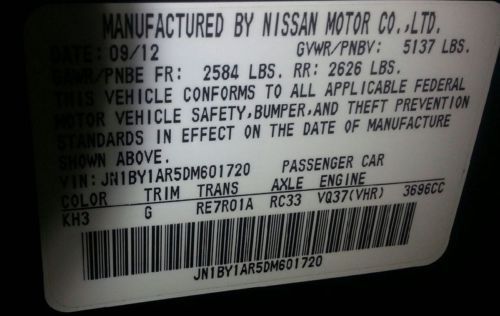 MANUFACTURED BY NISSAN MOTOR CO.,LTD.
DATE: 09/12 GVWR/PNBV: 5137 LBS.
GAWR/PNBE FR: 2584 LBS. RR: 2626 LBS.
THIS VEHICLE CONFORMS TO ALL APPLICABLE FEDERAL
MOTOR VEHICLE SAFETY,BUMPER,AND THEFT PREVENTION
STANDARDS IN EFFECT ON THE DATE OF MANUFACTURE
SHOWN ABOVE.
VIN:JN1BY1AR5DM601720 PASSENGER CAR
COLOR TRIM TRANS AXLE ENGINE
KH3 G RE7R01A RC33 VQ37(VHR) 3696CC
JN1BY1AR5DM601720